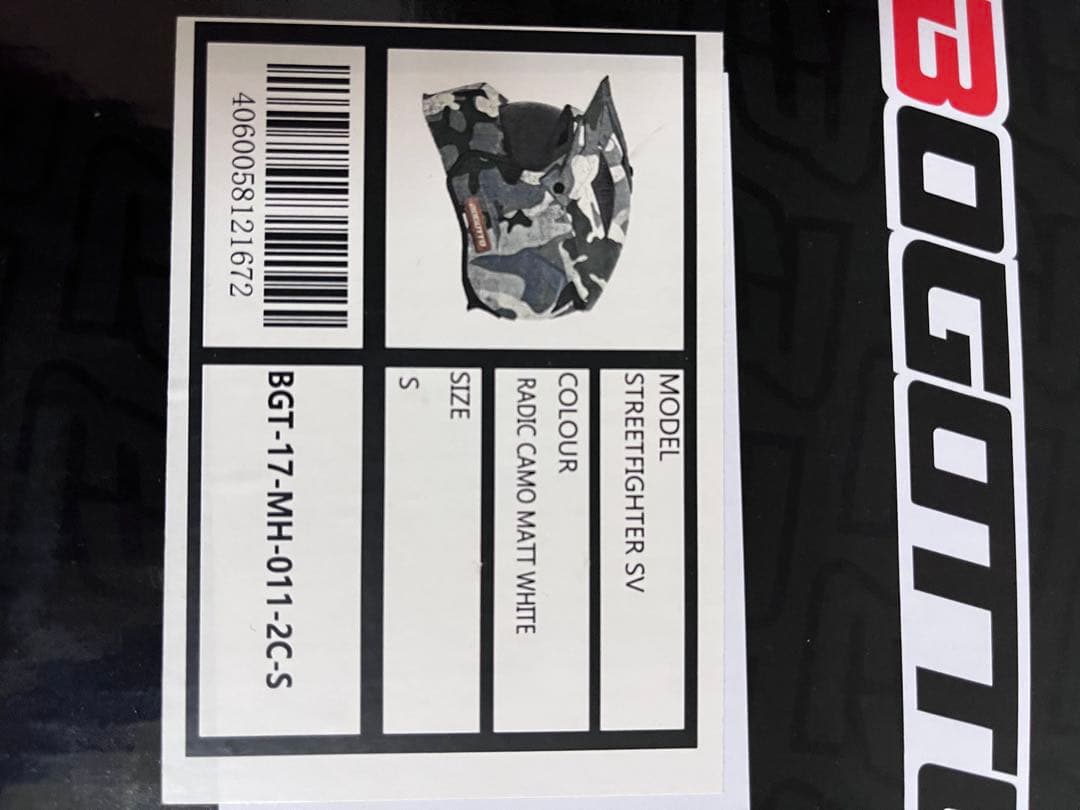 BOGOTTO
MODEL
STREETFIGHTER SV
COLOUR
RADIC CAMO MATT WHITE
SIZE
S
4060058121672
BGT-17-MH-011-2C-S